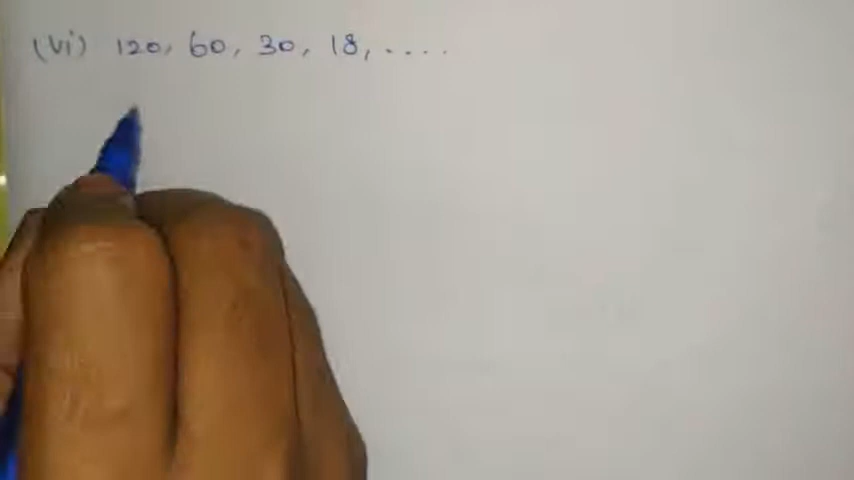 (vi) 120, 60, 30, 18, ....